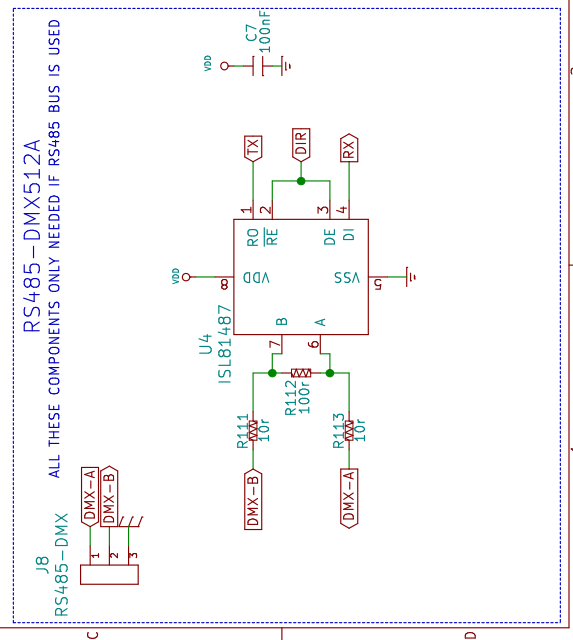 RS485-DMX512A
ALL THESE COMPONENTS ONLY NEEDED IF RS485 BUS IS USED
J8
RS485-DMX
1
2
3
DMX-A
DMX-B
DMX-B
DMX-A
R111
10r
R112
100r
R113
10r
U4
ISL81487
7
B
6
A
8
VDD
VDD
5
VSS
RO
RE
DE
DI
1
2
3
4
TX
DIR
RX
VDD
C7
100nF
C
D